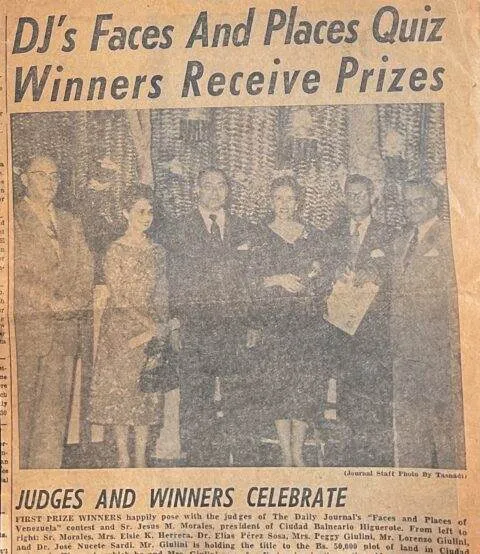 DJ's Faces And Places Quiz
Winners Receive Prizes
(Journal Staff Photo By Tasnadi)
JUDGES AND WINNERS CELEBRATE
FIRST PRIZE WINNERS happily pose with the judges of The Daily Journal's "Faces and Places of
Venezuela" contest and Sr. Jesus M. Morales, president of Ciudad Balneario Higuerote. From left to
right: Sr. Morales, Mrs. Elsie K. Herrera, Dr. Elías Pérez Sosa, Mrs. Peggy Giulini, Mr. Lorenzo Giulini,
and Dr. José Nucete Sardi. Mr. Giulini is holding the title to the Bs. 50,000 plot of land in Ciudad